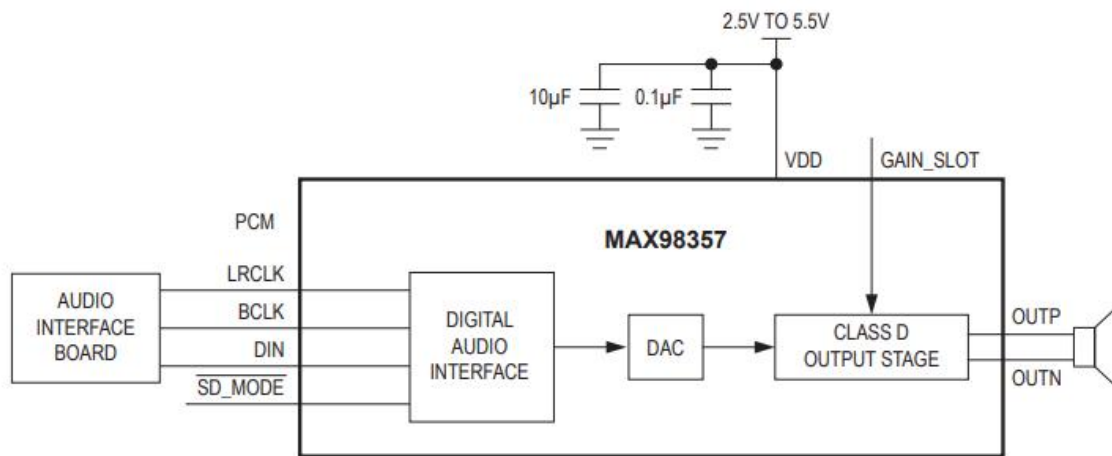 2.5V TO 5.5V
10µF
0.1µF
VDD
GAIN_SLOT
PCM
MAX98357
LRCLK
BCLK
DIN
SD_MODE
AUDIO
INTERFACE
BOARD
DIGITAL
AUDIO
INTERFACE
DAC
CLASS D
OUTPUT STAGE
OUTP
OUTN